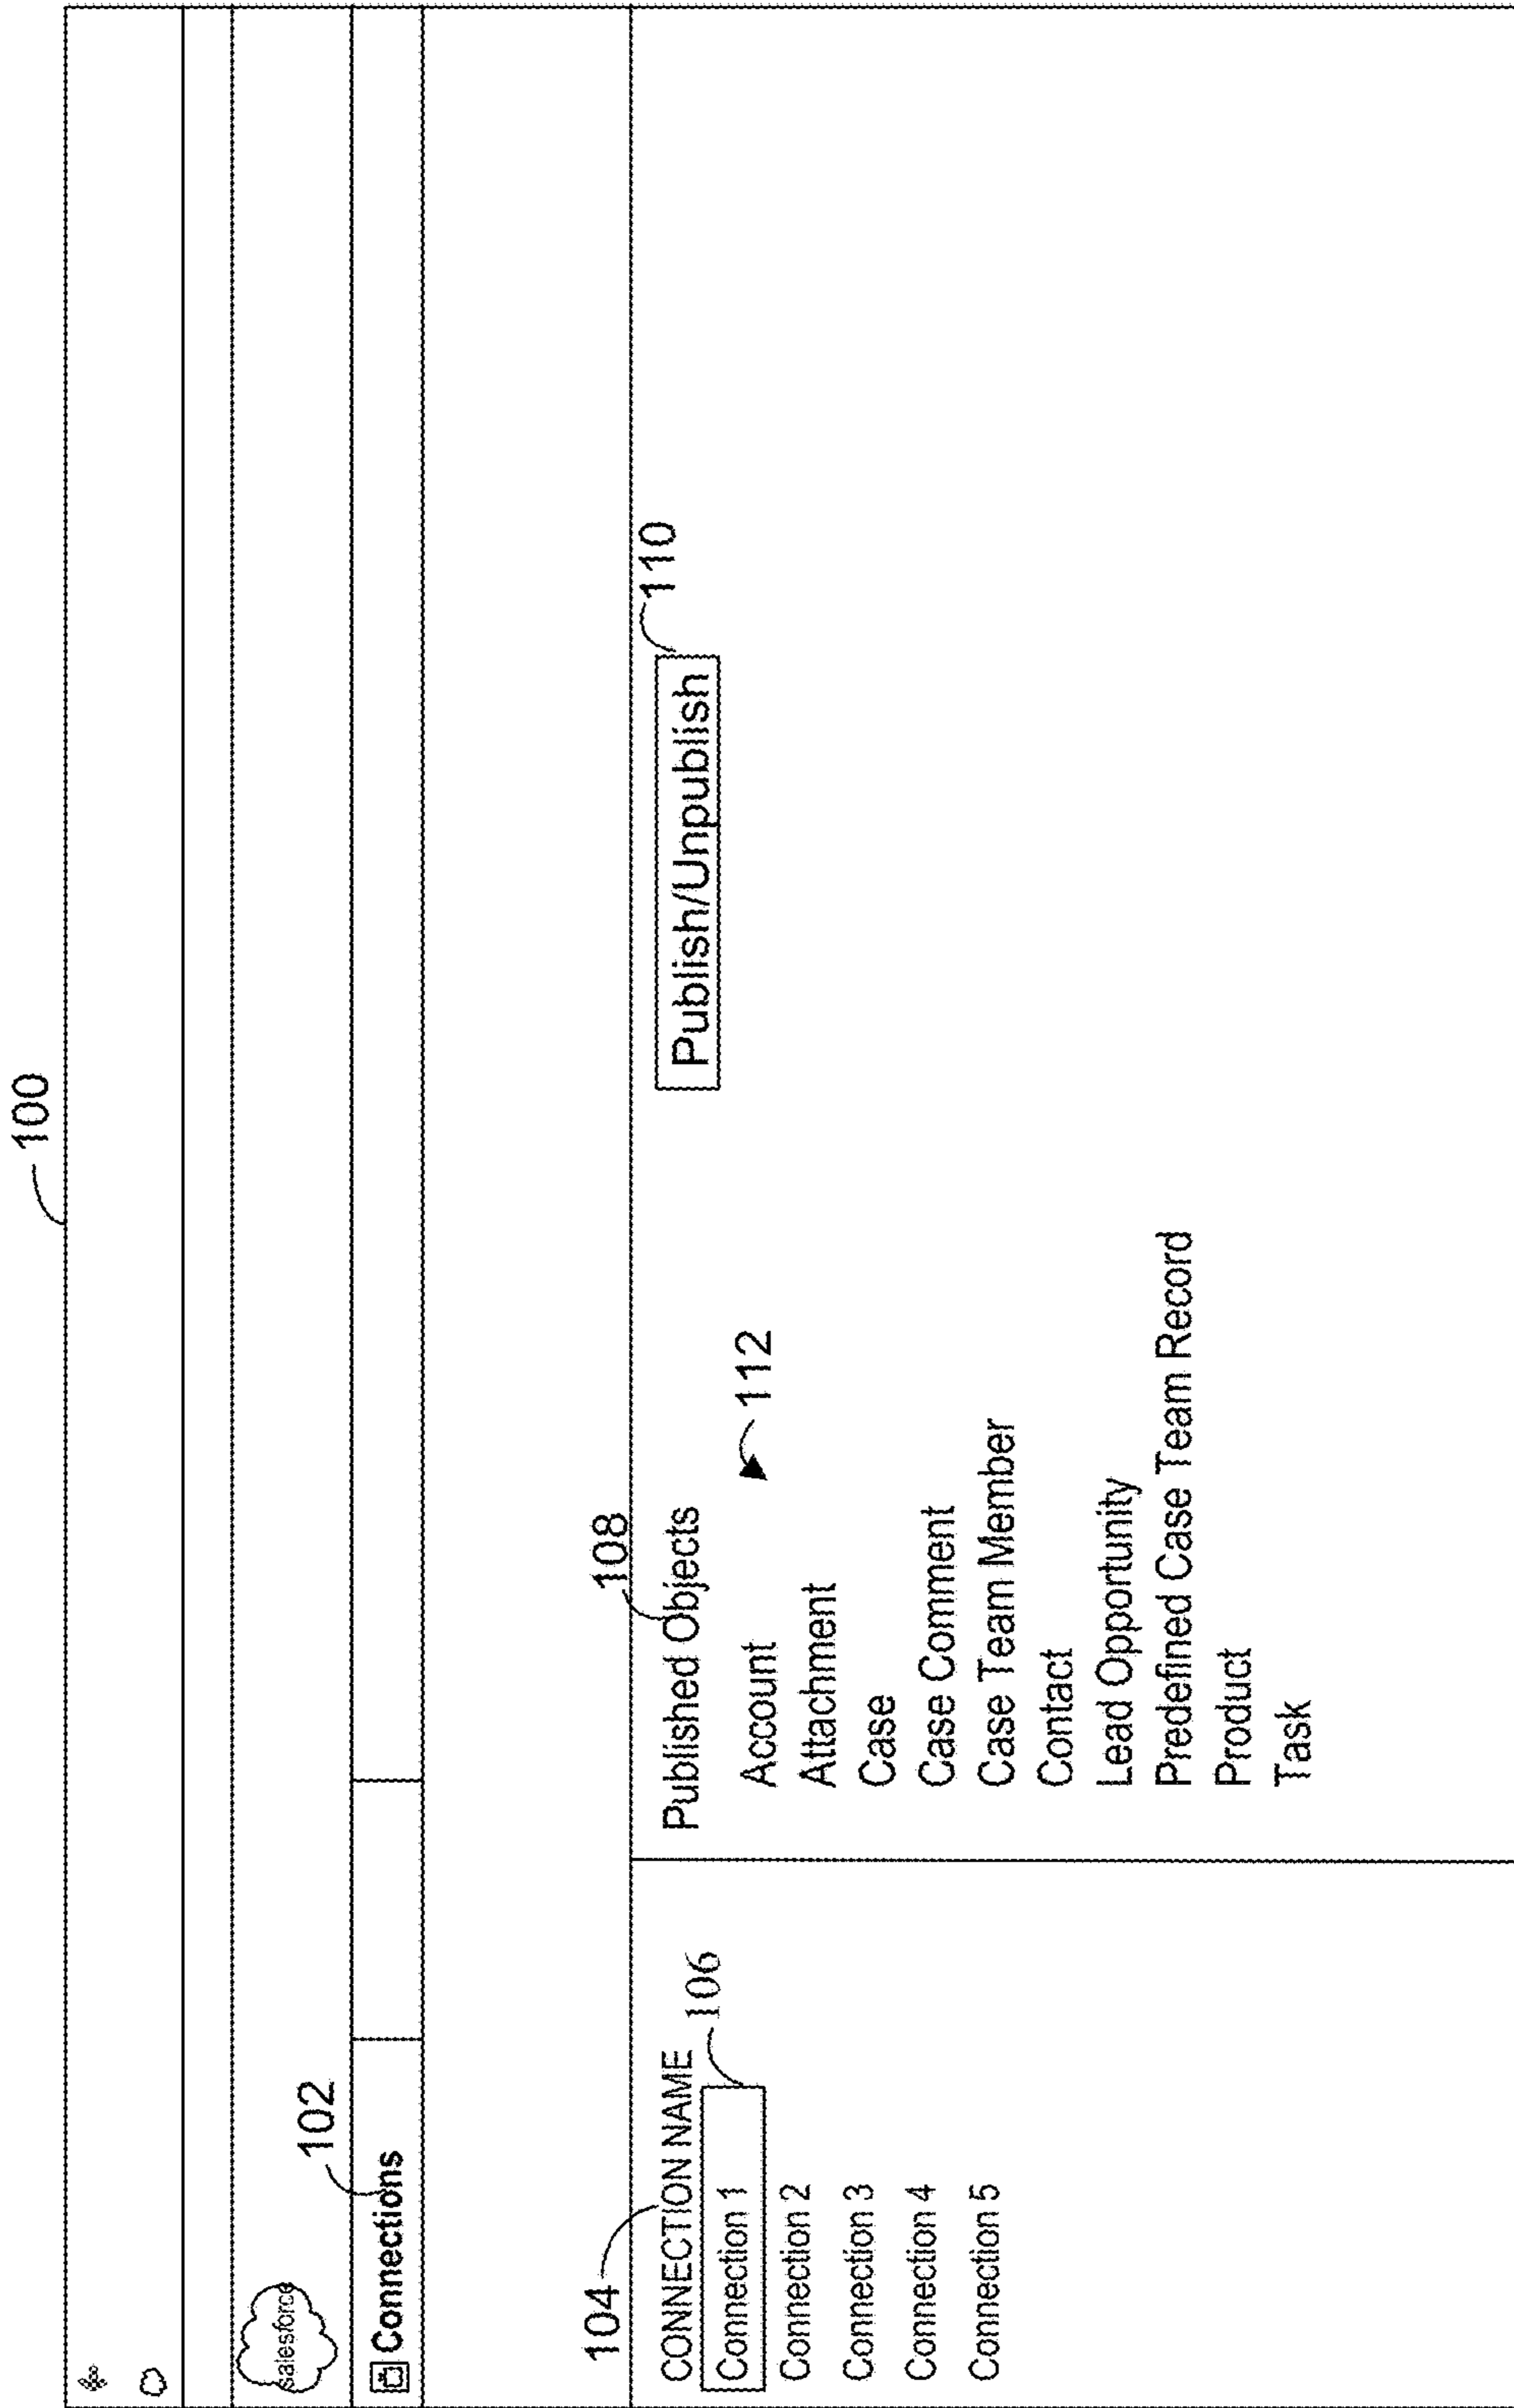 100
salesforce
102
Connections
104
CONNECTION NAME
106
Connection 1
Connection 2
Connection 3
Connection 4
Connection 5
108
Published Objects
110
Publish/Unpublish
112
Account
Attachment
Case
Case Comment
Case Team Member
Contact
Lead Opportunity
Predefined Case Team Record
Product
Task